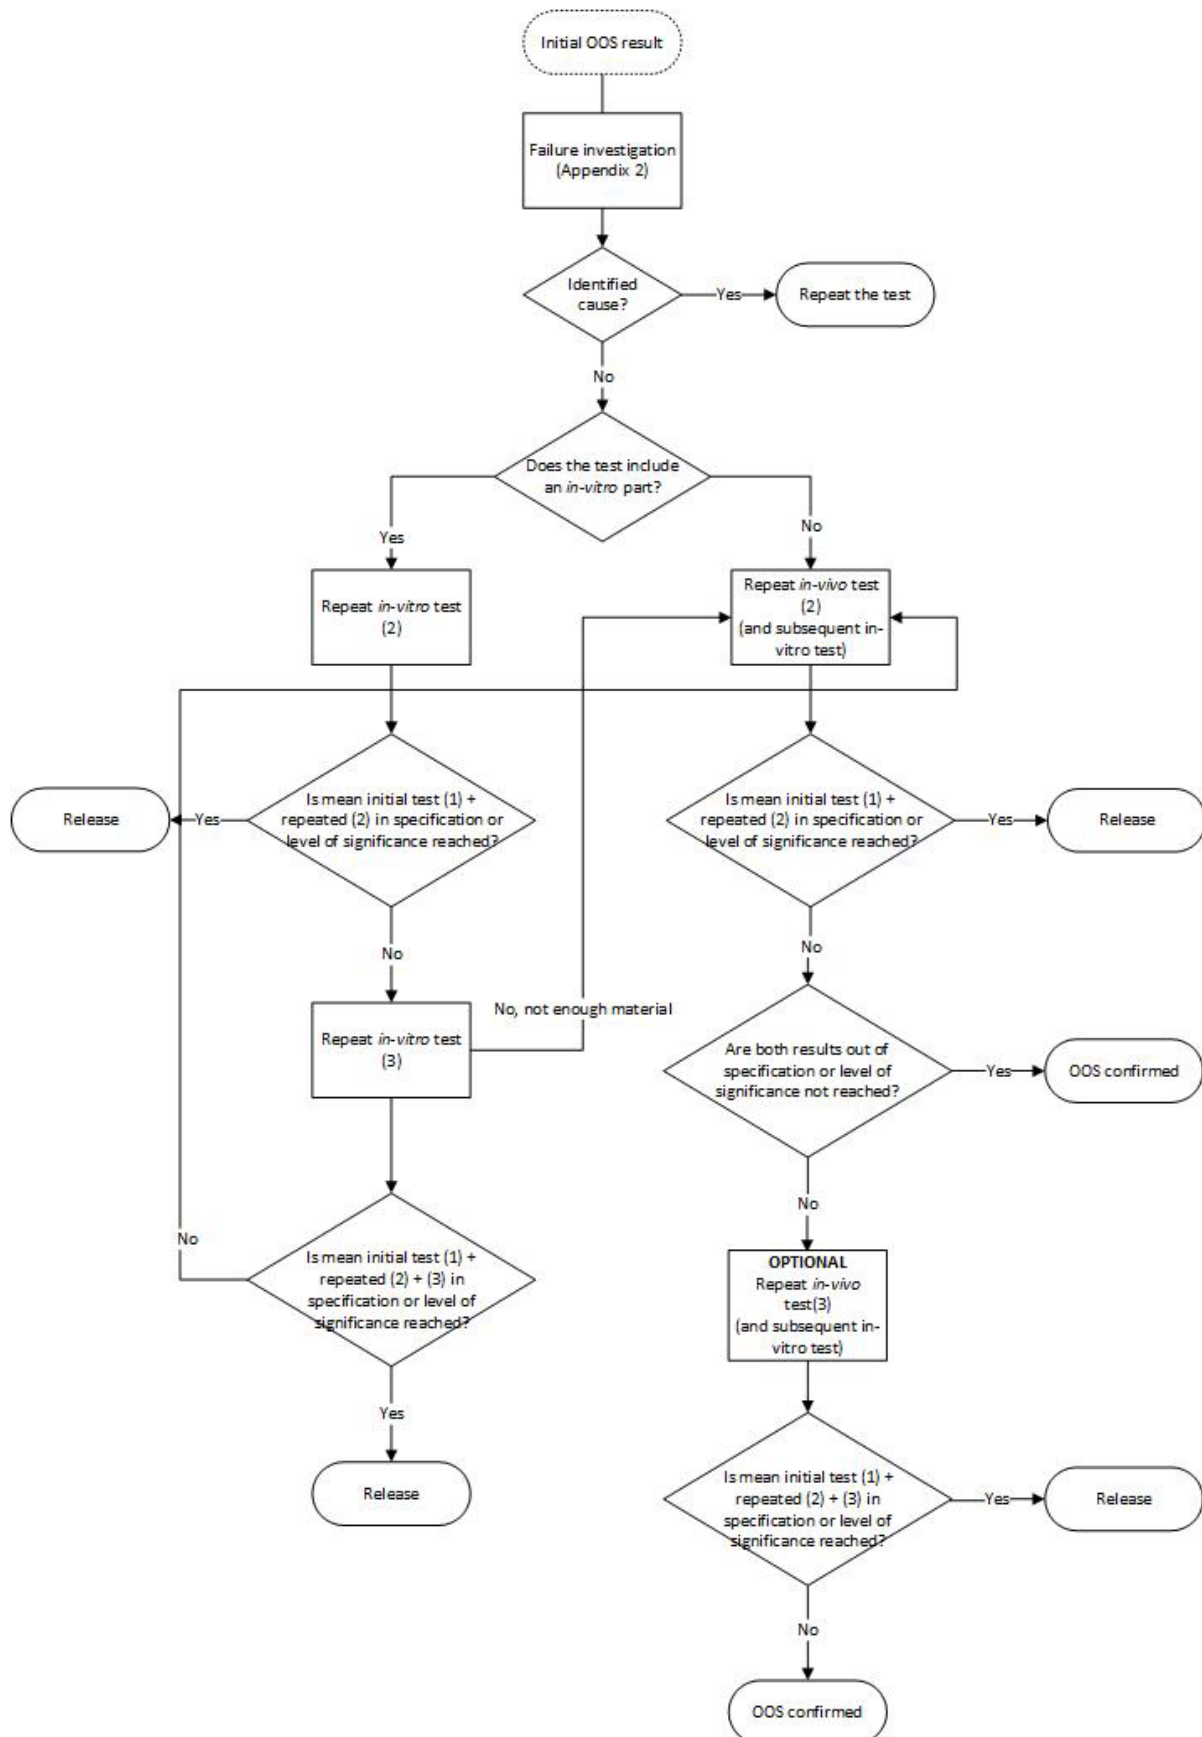 Initial OOS result
Failure investigation
(Appendix 2)
Identified
cause?
Yes
Repeat the test
No
Does the test include
an in-vitro part?
Yes
No
Repeat in-vitro test
(2)
Repeat in-vivo test
(2)
(and subsequent in-
vitro test)
Release
Yes
Is mean initial test (1) +
repeated (2) in specification or
level of significance reached?
Is mean initial test (1) +
repeated (2) in specification or
level of significance reached?
Yes
Release
No
No
Repeat in-vitro test
(3)
No, not enough material
Are both results out of
specification or level of
significance not reached?
Yes
OOS confirmed
No
No
Is mean initial test (1) +
repeated (2) + (3) in
specification or level of
significance reached?
OPTIONAL
Repeat in-vivo
test(3)
(and subsequent in-
vitro test)
Yes
Release
Is mean initial test (1) +
repeated (2) + (3) in
specification or level of
significance reached?
Yes
Release
No
OOS confirmed